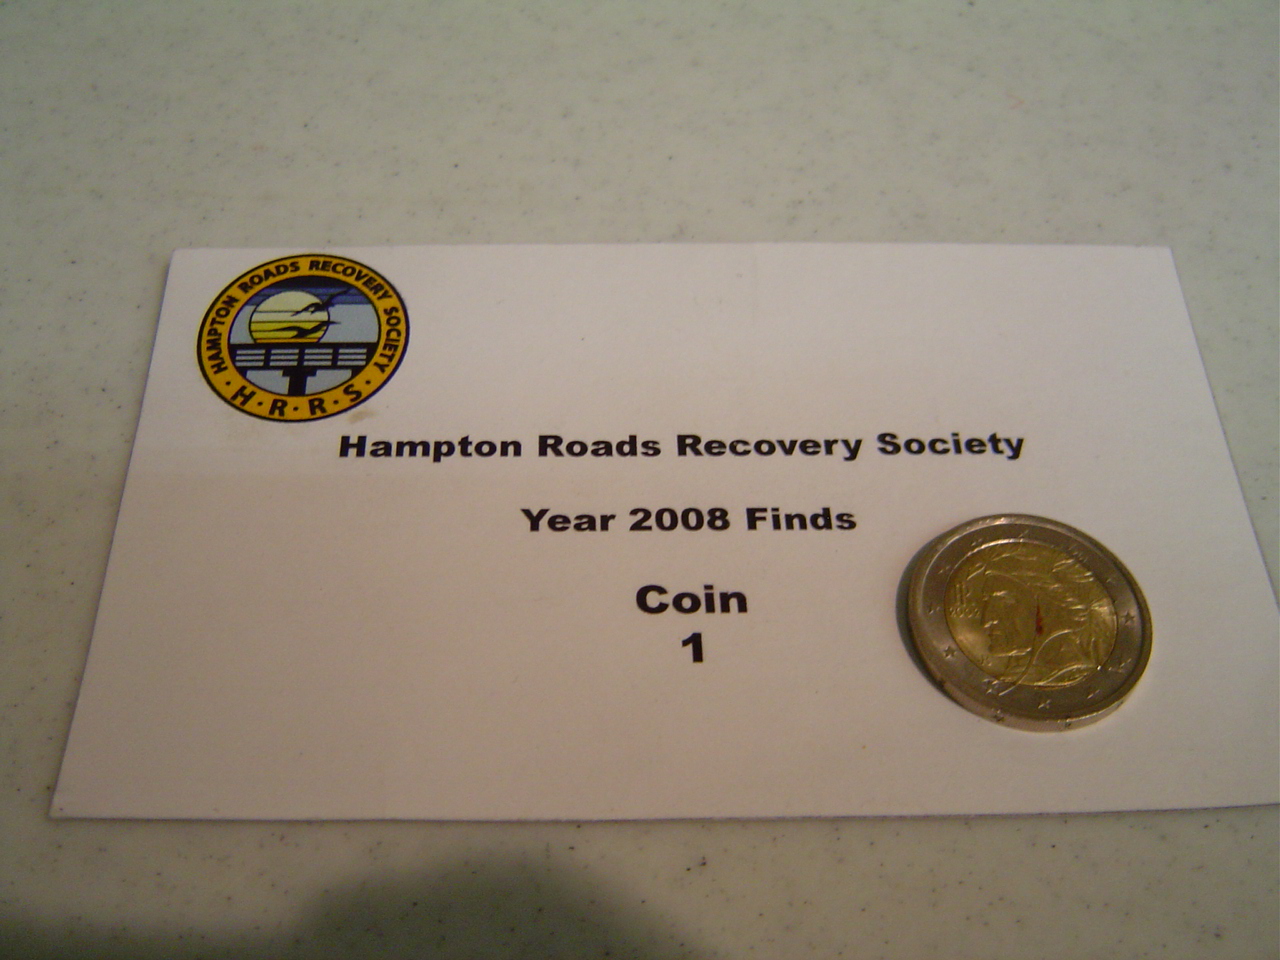 HAMPTON ROADS RECOVERY SOCIETY
H · R · R · S
Hampton Roads Recovery Society
Year 2008 Finds
Coin
1